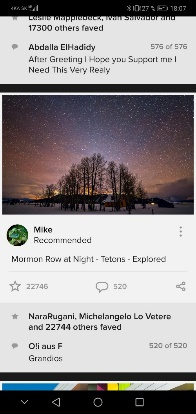 Leslie Mapplebeck, Ivan Salvador and
17300 others faved
Abdalla ElHadidy 576 of 576
After Greeting I Hope you Support me I
Need This Very Realy
Mike
Recommended
Mormon Row at Night - Tetons - Explored
22746 520
NaraRugani, Michelangelo Lo Vetere
and 22744 others faved
O!i aus F 520 of 520
Grandios